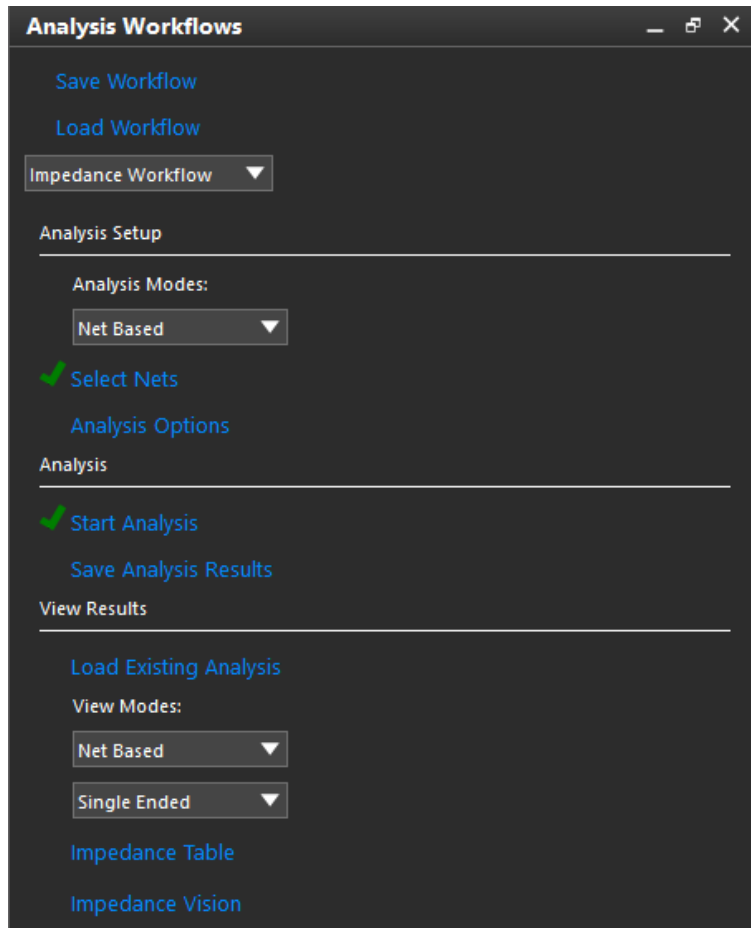 Analysis Workflows
Save Workflow
Load Workflow
Impedance Workflow
Analysis Setup
Analysis Modes:
Net Based
Select Nets
Analysis Options
Analysis
Start Analysis
Save Analysis Results
View Results
Load Existing Analysis
View Modes:
Net Based
Single Ended
Impedance Table
Impedance Vision